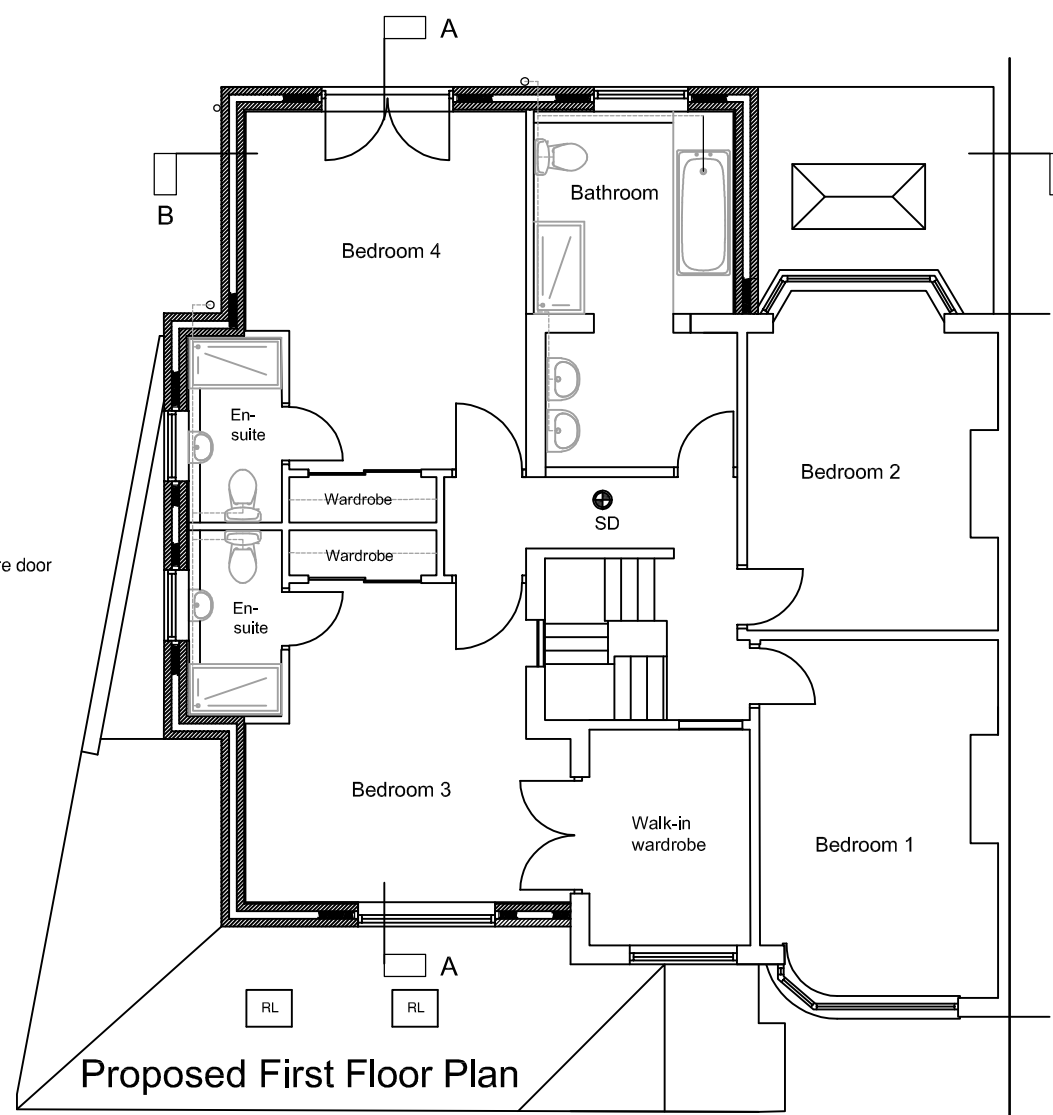 A
B
Bathroom
Bedroom 4
En-
suite
Bedroom 2
Wardrobe
SD
Wardrobe
re door
En-
suite
Bedroom 3
Walk-in
wardrobe
Bedroom 1
A
RL
RL
Proposed First Floor Plan